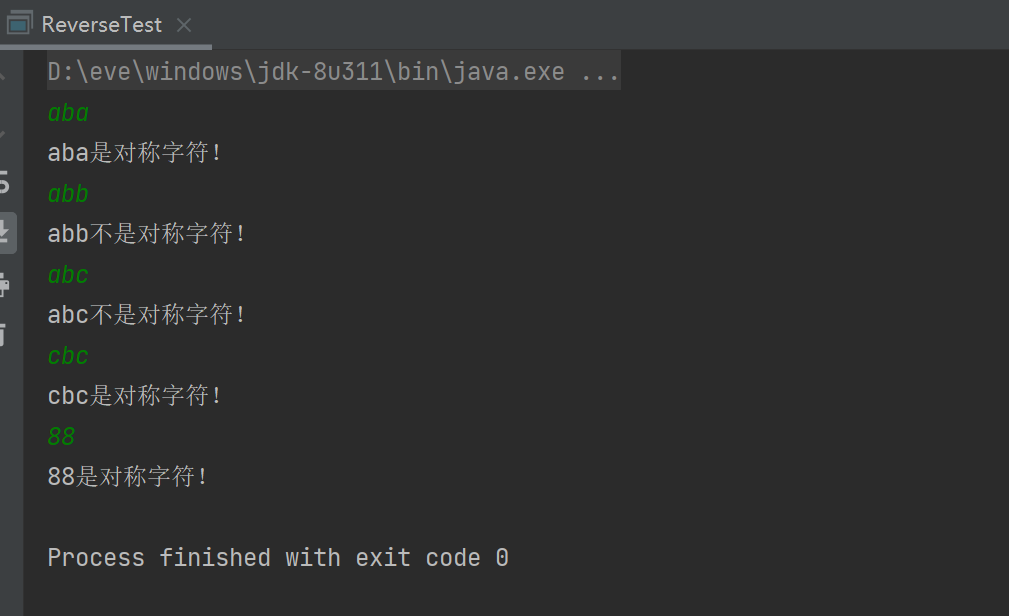 ReverseTest
D:\eve\windows\jdk-8u311\bin\java.exe ...
aba
aba是对称字符!
abb
abb不是对称字符!
abc
abc不是对称字符!
cbc
cbc是对称字符!
88
88是对称字符!
Process finished with exit code 0